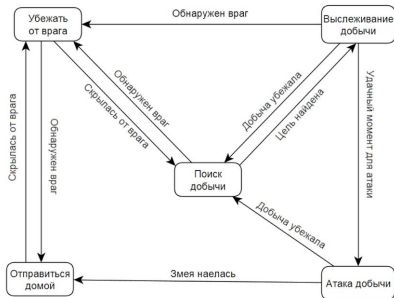 Убежать
от врага
Обнаружен враг
Выслеживание
добычи
Скрылась от врага
Обнаружен враг
Добыча убежала
Цель найдена
Удачный момент для атаки
Скрылась от врага
Обнаружен враг
Поиск
добычи
Добыча убежала
Отправиться
домой
Змея наелась
Атака добычи